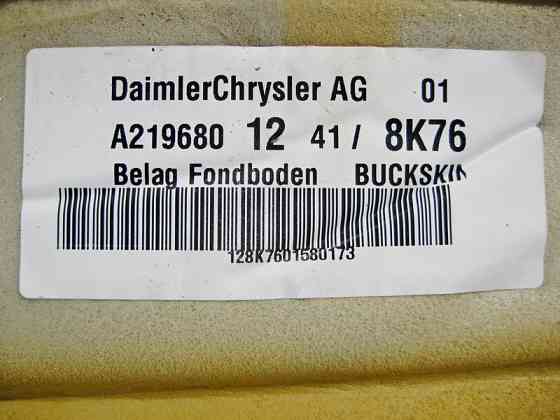 DaimlerChrysler AG 01
A219680 12 41 / 8K76
Belag Fondboden BUCKSKIN
128K7601580173